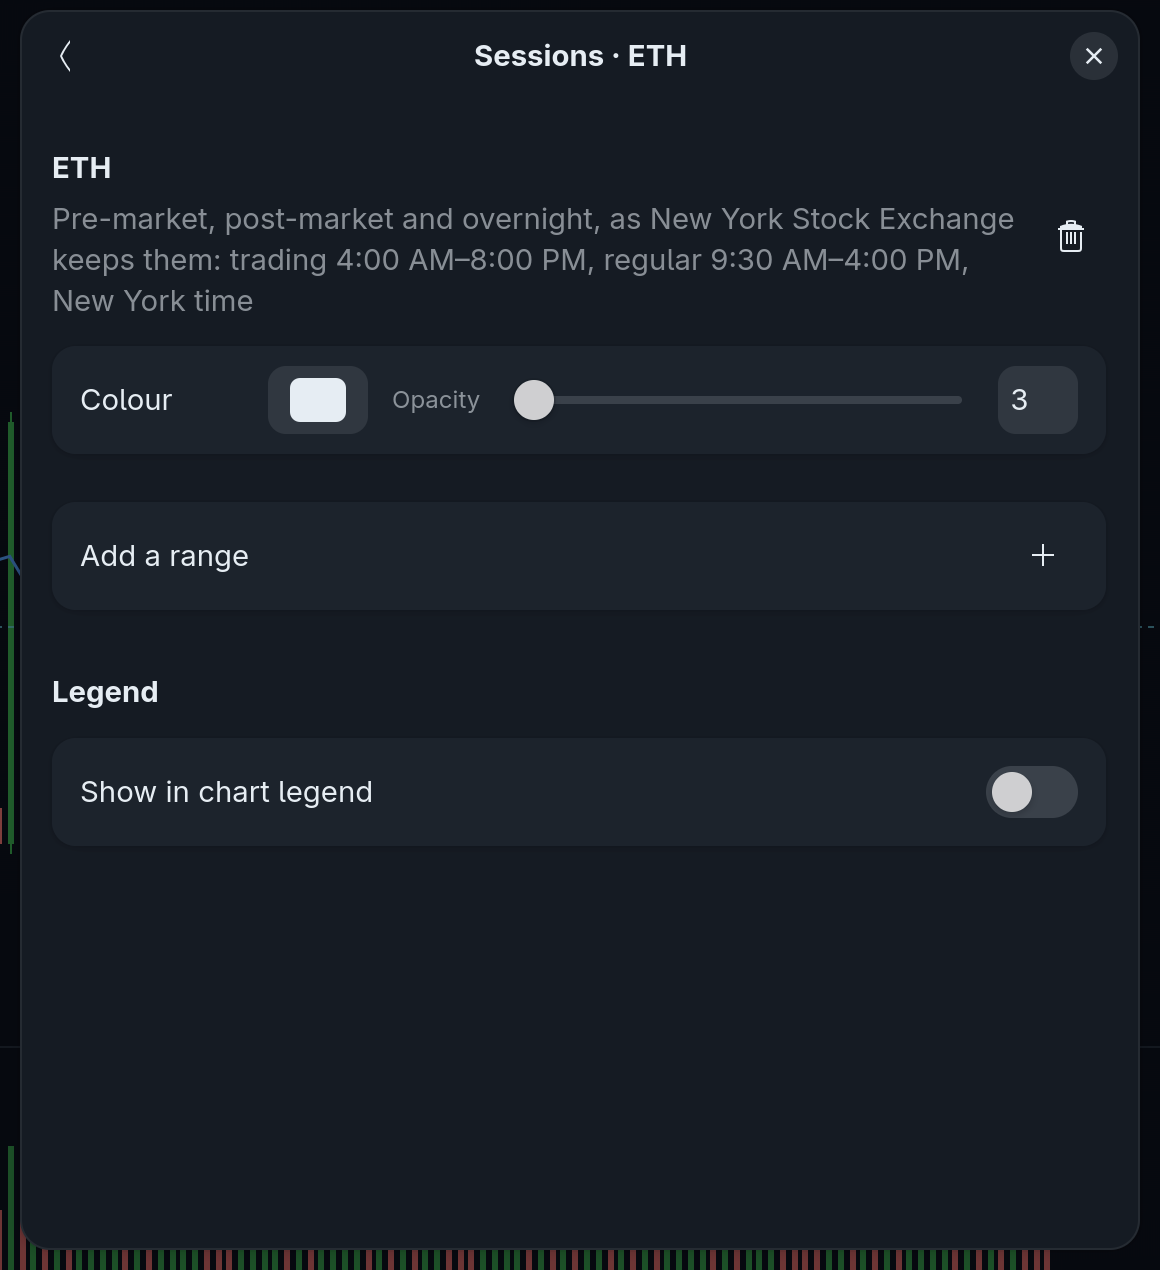 Sessions · ETH
ETH
Pre-market, post-market and overnight, as New York Stock Exchange
keeps them: trading 4:00 AM–8:00 PM, regular 9:30 AM–4:00 PM,
New York time
Colour Opacity 3
Add a range
Legend
Show in chart legend